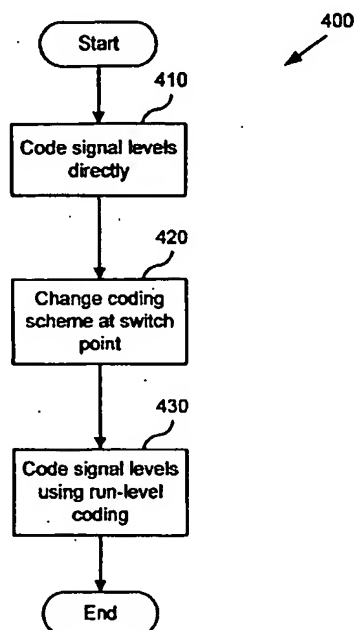 400
Start
410
Code signal levels
directly
420
Change coding
scheme at switch
point
430
Code signal levels
using run-level
coding
End